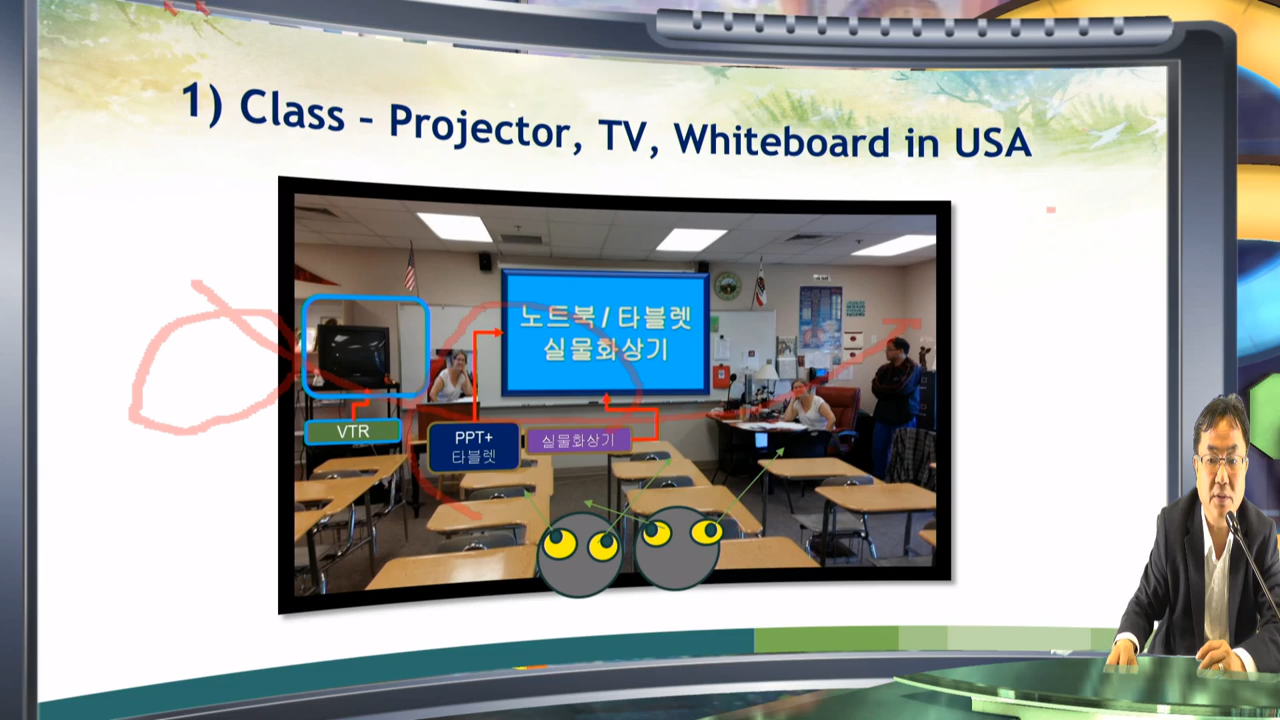 1) Class – Projector, TV, Whiteboard in USA
노트북 / 타블렛
실물화상기
VTR
PPT+
타블렛
실물화상기